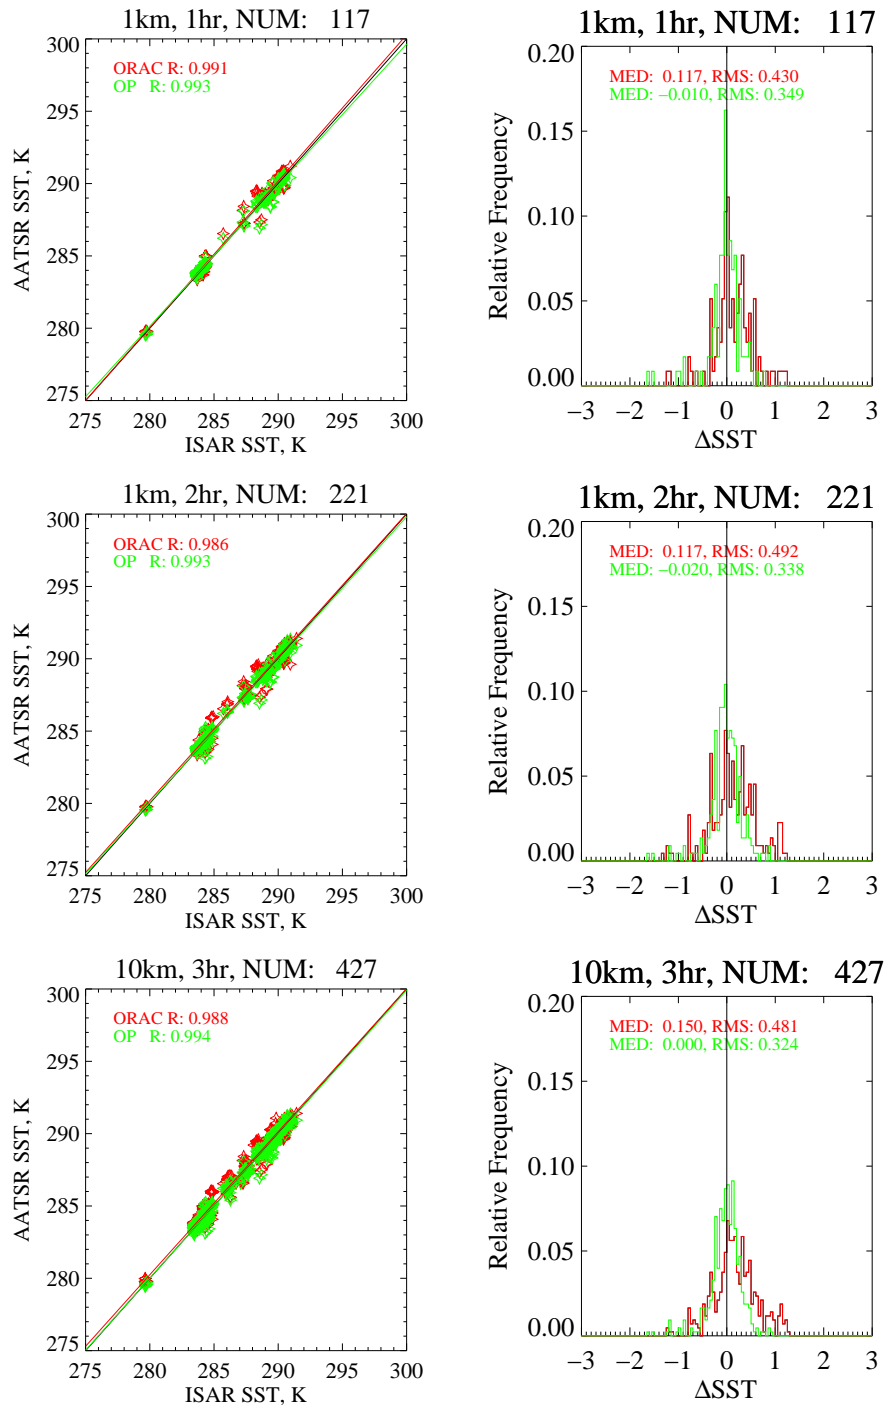 1km, 1hr, NUM: 117
ORAC R: 0.991
OP R: 0.993
300
295
290
285
280
275
AATSR SST, K
275 280 285 290 295 300
ISAR SST, K
1km, 1hr, NUM: 117
MED: 0.117, RMS: 0.430
MED: −0.010, RMS: 0.349
0.20
0.15
0.10
0.05
0.00
Relative Frequency
−3 −2 −1 0 1 2 3
ΔSST
1km, 2hr, NUM: 221
ORAC R: 0.986
OP R: 0.993
300
295
290
285
280
275
AATSR SST, K
275 280 285 290 295 300
ISAR SST, K
1km, 2hr, NUM: 221
MED: 0.117, RMS: 0.492
MED: −0.020, RMS: 0.338
0.20
0.15
0.10
0.05
0.00
Relative Frequency
−3 −2 −1 0 1 2 3
ΔSST
10km, 3hr, NUM: 427
ORAC R: 0.988
OP R: 0.994
300
295
290
285
280
275
AATSR SST, K
275 280 285 290 295 300
ISAR SST, K
10km, 3hr, NUM: 427
MED: 0.150, RMS: 0.481
MED: 0.000, RMS: 0.324
0.20
0.15
0.10
0.05
0.00
Relative Frequency
−3 −2 −1 0 1 2 3
ΔSST